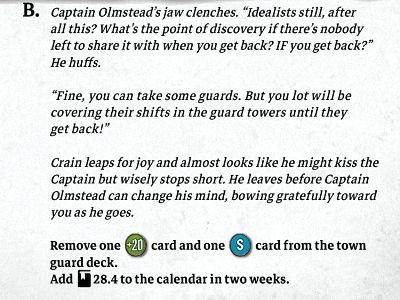 B. Captain Olmstead's jaw clenches. "Idealists still, after
all this? What's the point of discovery if there's nobody
left to share it with when you get back? IF you get back?"
He huffs.
"Fine, you can take some guards. But you lot will be
covering their shifts in the guard towers until they
get back!"
Crain leaps for joy and almost looks like he might kiss the
Captain but wisely stops short. He leaves before Captain
Olmstead can change his mind, bowing gratefully toward
you as he goes.
Remove one +20 card and one S card from the town
guard deck.
Add 28.4 to the calendar in two weeks.